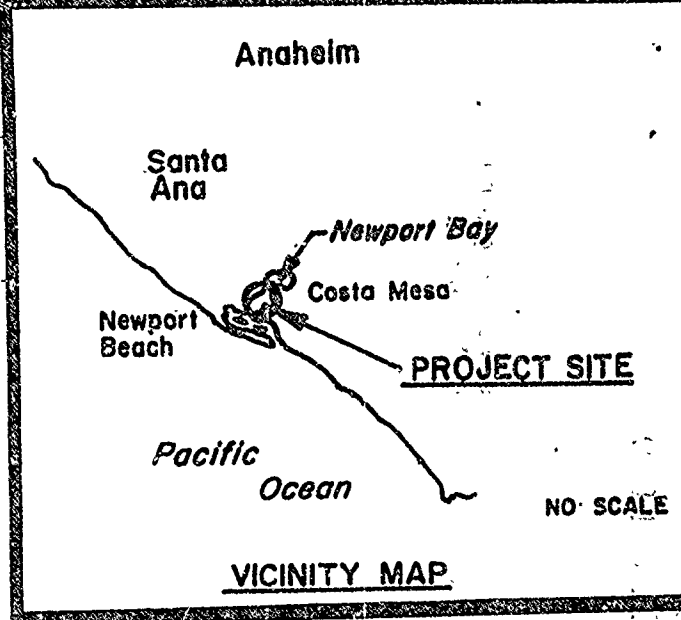 Anaheim
Santa
Ana
Newport Bay
Costa Mesa
Newport
Beach
PROJECT SITE
Pacific
Ocean
NO SCALE
VICINITY MAP